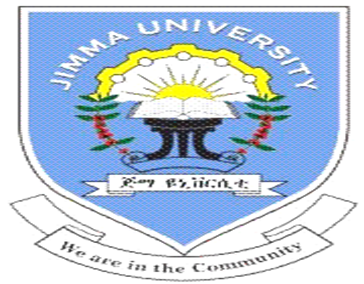 JIMMA UNIVERSITY
ጅማ ዩኒቨርሲቲ
We are in the Community